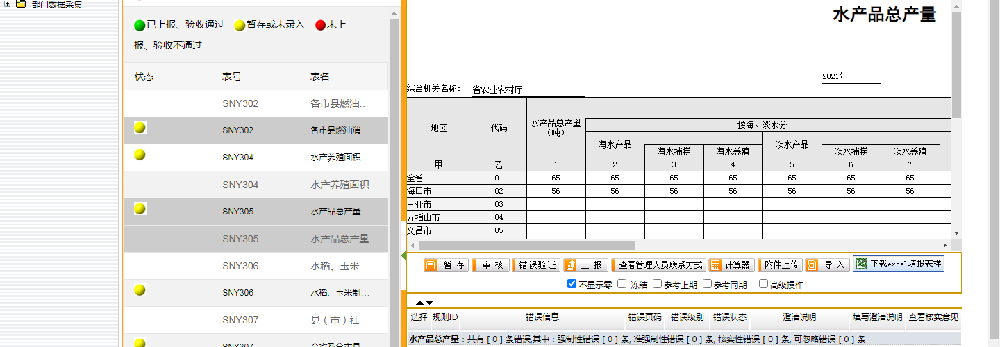 部门数据采集
已上报、验收通过 暂存或未录入 未上
报、验收不通过
状态 表号 表名
SNY302 各市县燃油...
SNY302 各市县燃油消...
SNY304 水产养殖面积
SNY304 水产养殖面积
SNY305 水产品总产量
SNY305 水产品总产量
SNY306 水稻、玉米...
SNY306 水稻、玉米制...
SNY307 县（市）社...
SNY307 全省及分市县
水产品总产量
2021年
综合机关名称: 省农业农村厅
地区 代码 水产品总产量（吨） 按海、淡水分
海水产品 淡水产品
海水捕捞 海水养殖 淡水捕捞 淡水养殖
甲 乙 1 2 3 4 5 6 7
全省 01 65 65 65 65 65 65 65
海口市 02 56 56 56 56 56 56 56
三亚市 03
五指山市 04
文昌市 05
暂 存 审 核 错误验证 上 报 查看管理人员联系方式 计算器 附件上传 导 入 下载excel填报表样
不显示零 冻结 参考上期 参考同期 高级操作
选择 规则ID 错误信息 错误页码 错误级别 错误状态 澄清说明 填写澄清说明 查看核实意见
水产品总产量：共有 [ 0 ] 条错误,其中：强制性错误 [ 0 ] 条, 准强制性错误 [ 0 ] 条, 核实性错误 [ 0 ] 条, 可忽略错误 [ 0 ] 条